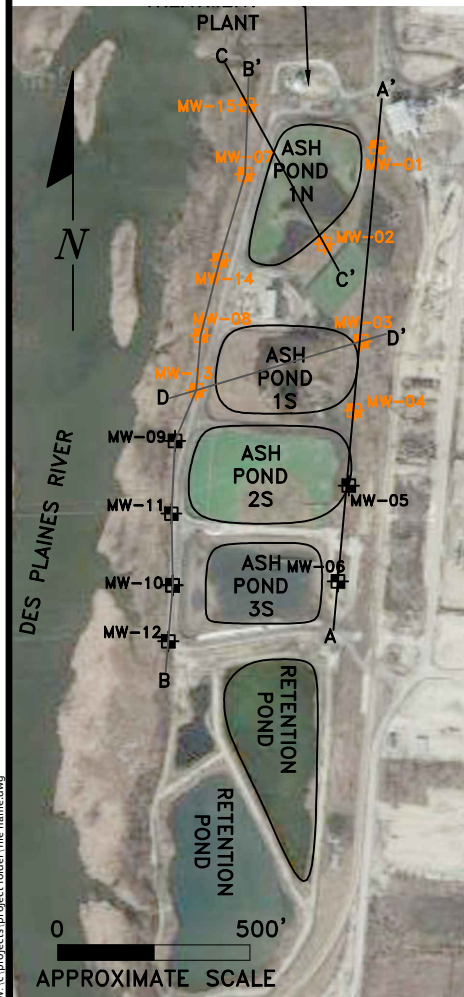 TREATMENT
PLANT
C
B'
A'
MW-15
MW-01
MW-07
ASH
POND
1N
MW-02
C'
MW-14
N
MW-08
MW-03
D'
ASH
POND
1S
MW-13
D
MW-04
MW-09
ASH
POND
2S
MW-05
MW-11
ASH
POND
3S
MW-06
MW-10
DES PLAINES RIVER
MW-12
A
B
RETENTION
POND
RETENTION
POND
0 500'
APPROXIMATE SCALE